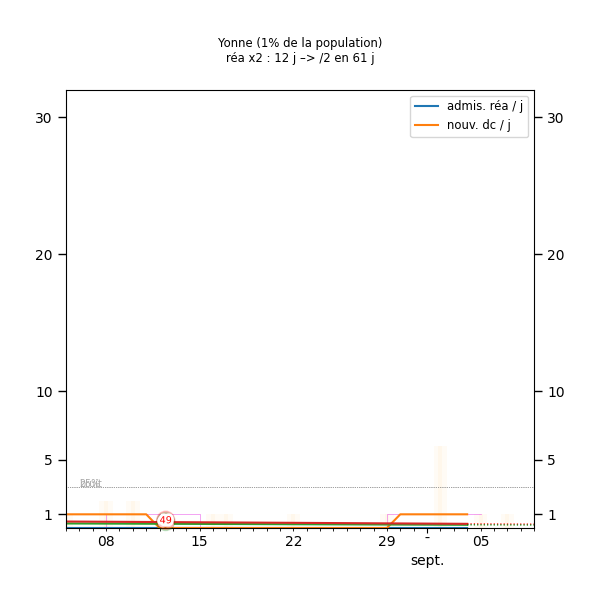 Yonne (1% de la population)
réa x2 : 12 j –> /2 en 61 j
admis. réa / j
nouv. dc / j
30 30
20 20
10 10
5 5
1 1
49
08 15 22 29 - 05
sept.